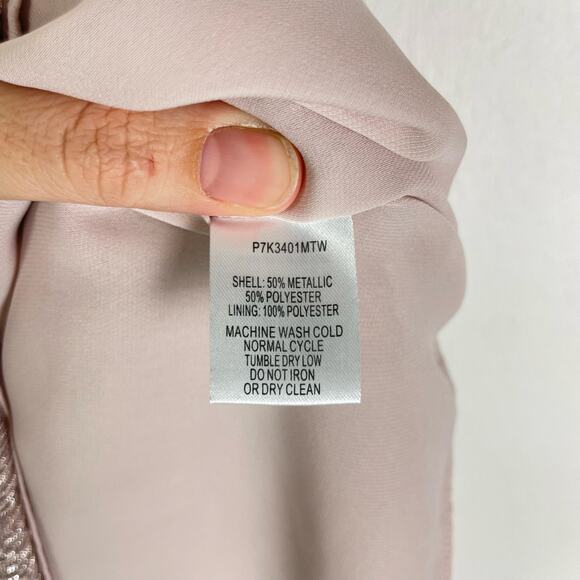 P7K3401MTW
SHELL: 50% METALLIC
50% POLYESTER
LINING: 100% POLYESTER
MACHINE WASH COLD
NORMAL CYCLE
TUMBLE DRY LOW
DO NOT IRON
OR DRY CLEAN